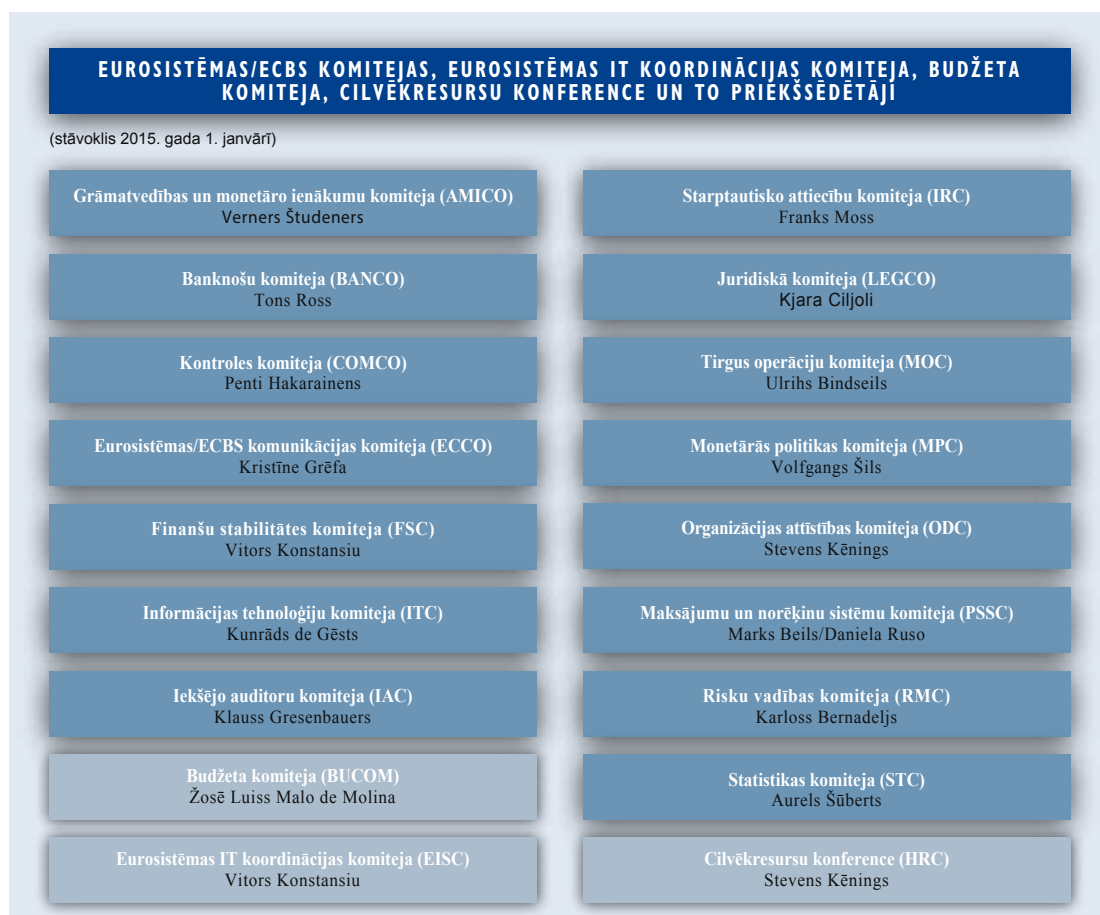 EUROSISTĒMAS/ECBS KOMITEJAS, EUROSISTĒMAS IT KOORDINĀCIJAS KOMITEJA, BUDŽETA
KOMITEJA, CILVĒKRESURSU KONFERENCE UN TO PRIEKŠSĒDĒTĀJI
(stāvoklis 2015. gada 1. janvārī)
Grāmatvedības un monetāro ienākumu komiteja (AMICO)
Verners Študeners
Banknošu komiteja (BANCO)
Tons Ross
Kontroles komiteja (COMCO)
Penti Hakarainens
Eurosistēmas/ECBS komunikācijas komiteja (ECCO)
Kristīne Grēfa
Finanšu stabilitātes komiteja (FSC)
Vitors Konstansiu
Informācijas tehnoloģiju komiteja (ITC)
Kunrāds de Gēsts
Iekšējo auditoru komiteja (IAC)
Klauss Gresenbauers
Budžeta komiteja (BUCOM)
Žosē Luiss Malo de Molina
Eurosistēmas IT koordinācijas komiteja (EISC)
Vitors Konstansiu
Starptautisko attiecību komiteja (IRC)
Franks Moss
Juridiskā komiteja (LEGCO)
Kjara Ciljoli
Tirgus operāciju komiteja (MOC)
Ulrihs Bindseils
Monetārās politikas komiteja (MPC)
Volfgangs Šils
Organizācijas attīstības komiteja (ODC)
Stevens Kēnings
Maksājumu un norēķinu sistēmu komiteja (PSSC)
Marks Beils/Daniela Ruso
Risku vadības komiteja (RMC)
Karloss Bernadeljs
Statistikas komiteja (STC)
Aurels Šūberts
Cilvēkresursu konference (HRC)
Stevens Kēnings